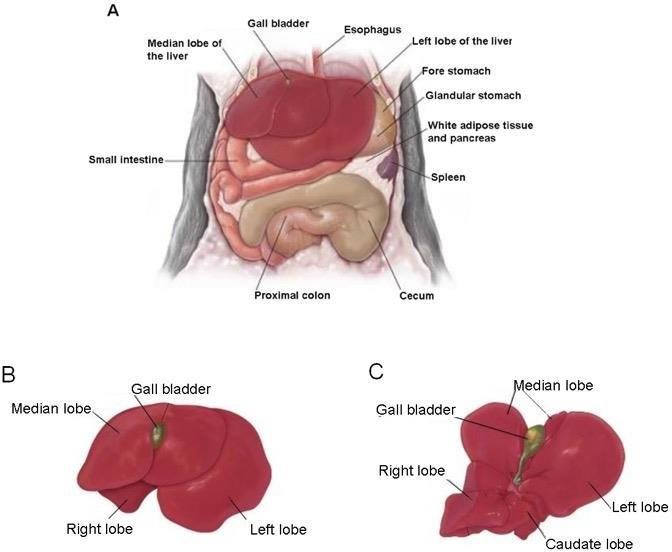 A
Gall bladder
Esophagus
Median lobe of
the liver
Left lobe of the liver
Fore stomach
Glandular stomach
White adipose tissue
and pancreas
Small intestine
Spleen
Proximal colon
Cecum
B
Gall bladder
Median lobe
Right lobe
Left lobe
C
Median lobe
Gall bladder
Right lobe
Left lobe
Caudate lobe